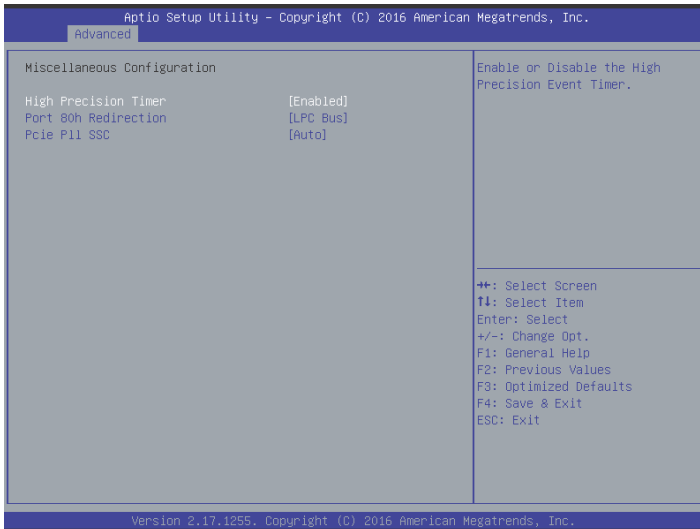 Aptio Setup Utility – Copyright (C) 2016 American Megatrends, Inc.
Advanced
Miscellaneous Configuration
High Precision Timer [Enabled]
Port 80h Redirection [LPC Bus]
Pcie Pll SSC [Auto]
Enable or Disable the High
Precision Event Timer.
→←: Select Screen
↑↓: Select Item
Enter: Select
+/-: Change Opt.
F1: General Help
F2: Previous Values
F3: Optimized Defaults
F4: Save & Exit
ESC: Exit
Version 2.17.1255. Copyright (C) 2016 American Megatrends, Inc.